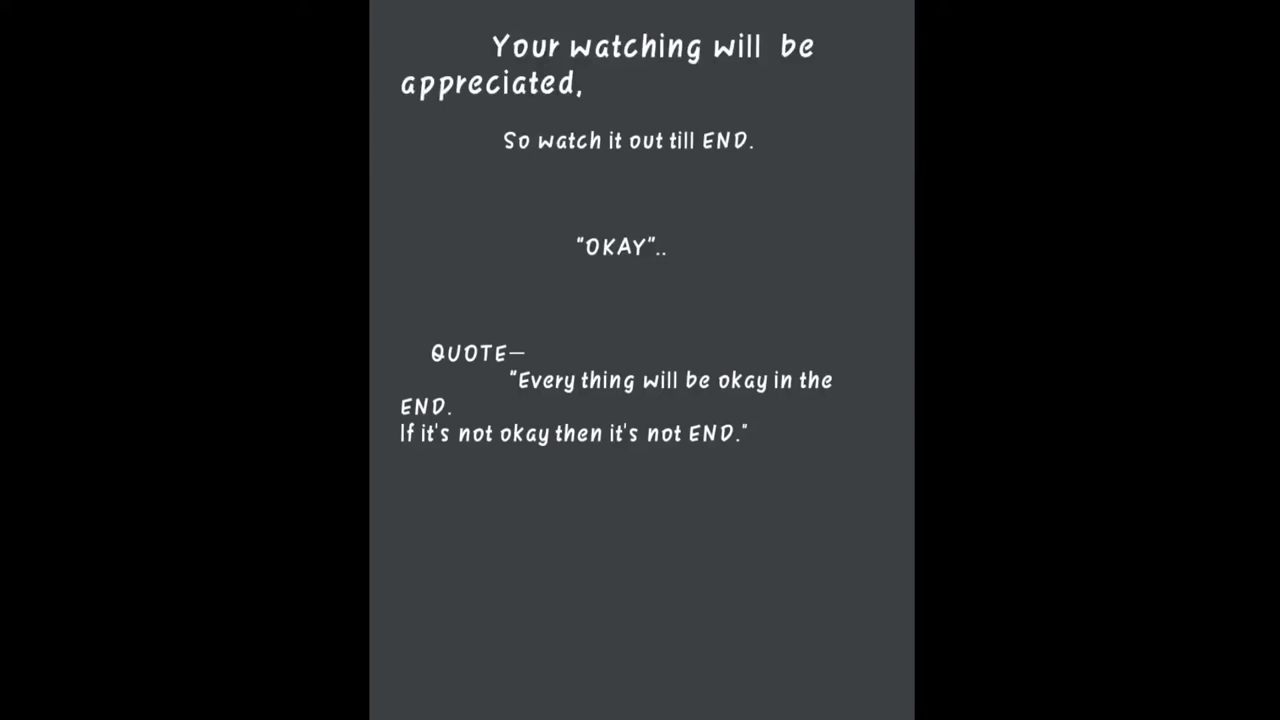 Your watching will be
appreciated,
So watch it out till END.
"OKAY"..
QUOTE—
"Every thing will be okay in the
END.
If it's not okay then it's not END."